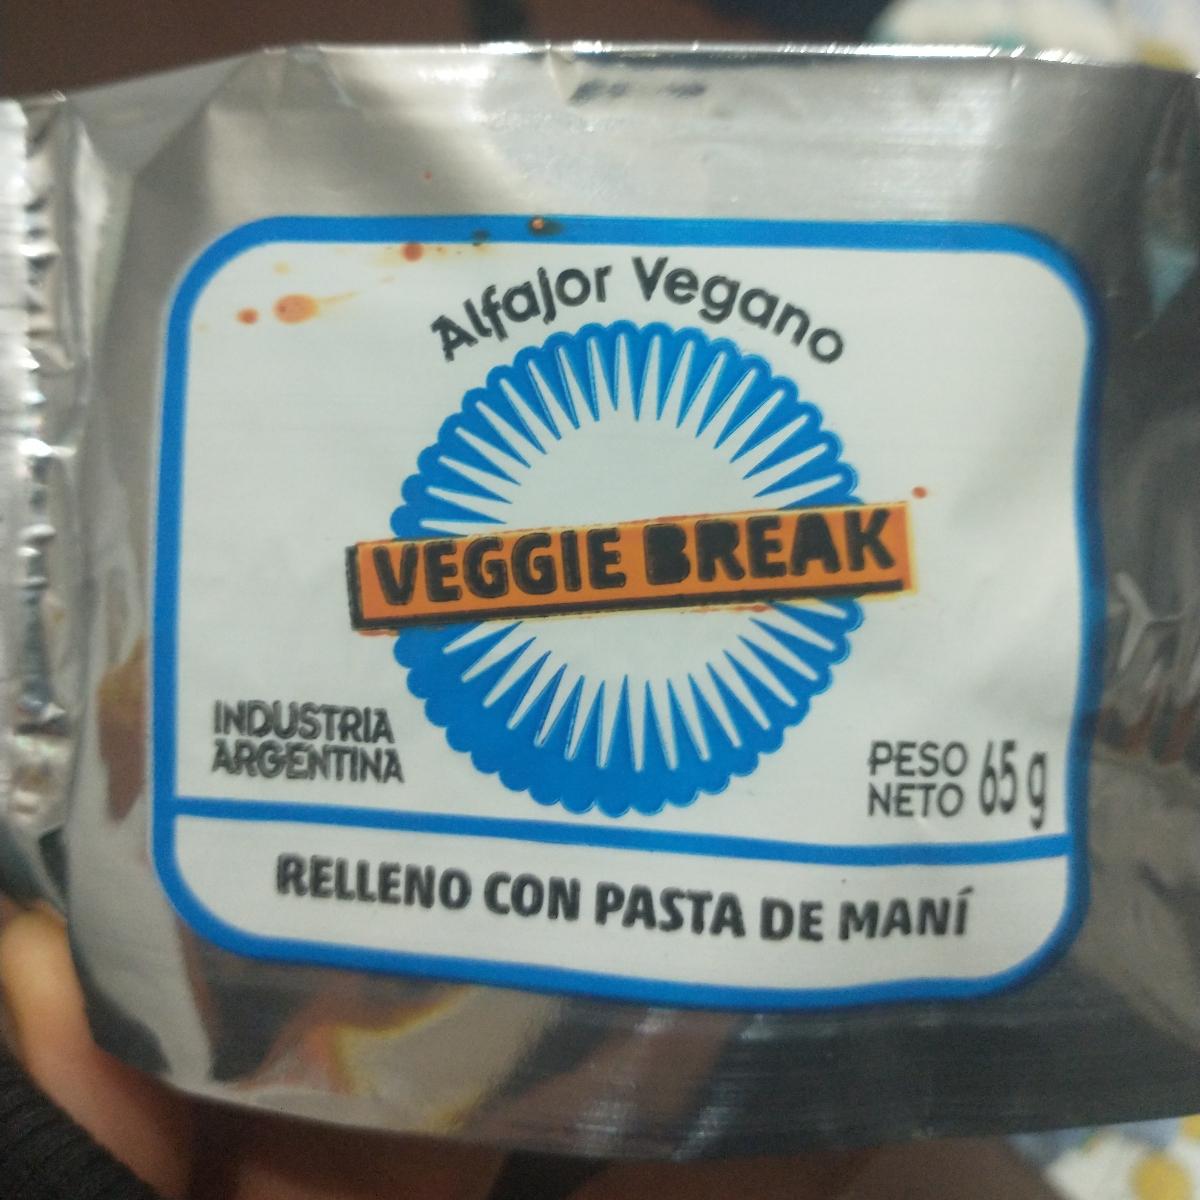 Alfajor Vegano
VEGGIE BREAK
INDUSTRIA
ARGENTINA
PESO
NETO 65 g
RELLENO CON PASTA DE MANÍ